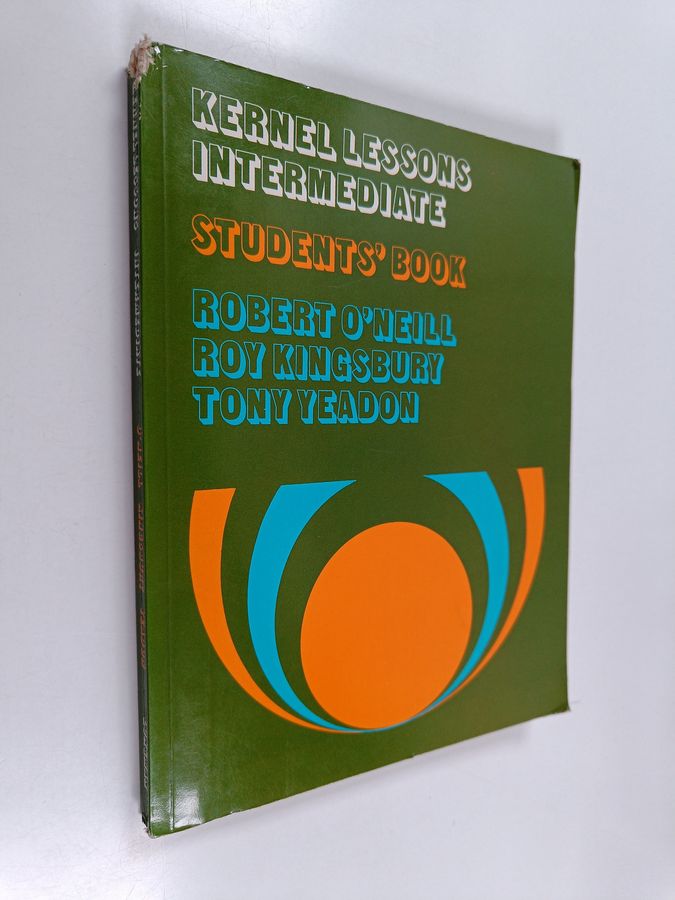 KERNEL LESSONS
INTERMEDIATE
STUDENTS' BOOK
ROBERT O'NEILL
ROY KINGSBURY
TONY YEADON